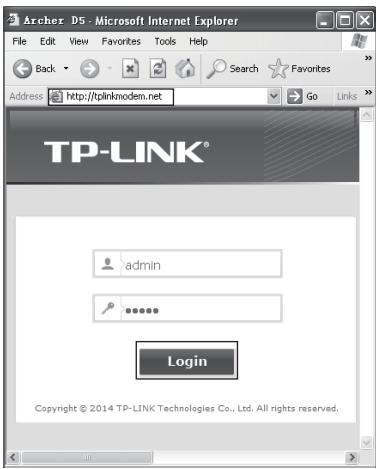 Archer D5 - Microsoft Internet Explorer
File Edit View Favorites Tools Help
Back Search Favorites »
Address http://tplinkmodem.net Go Links »
TP-LINK®
admin
•••••
Login
Copyright © 2014 TP-LINK Technologies Co., Ltd. All rights reserved.